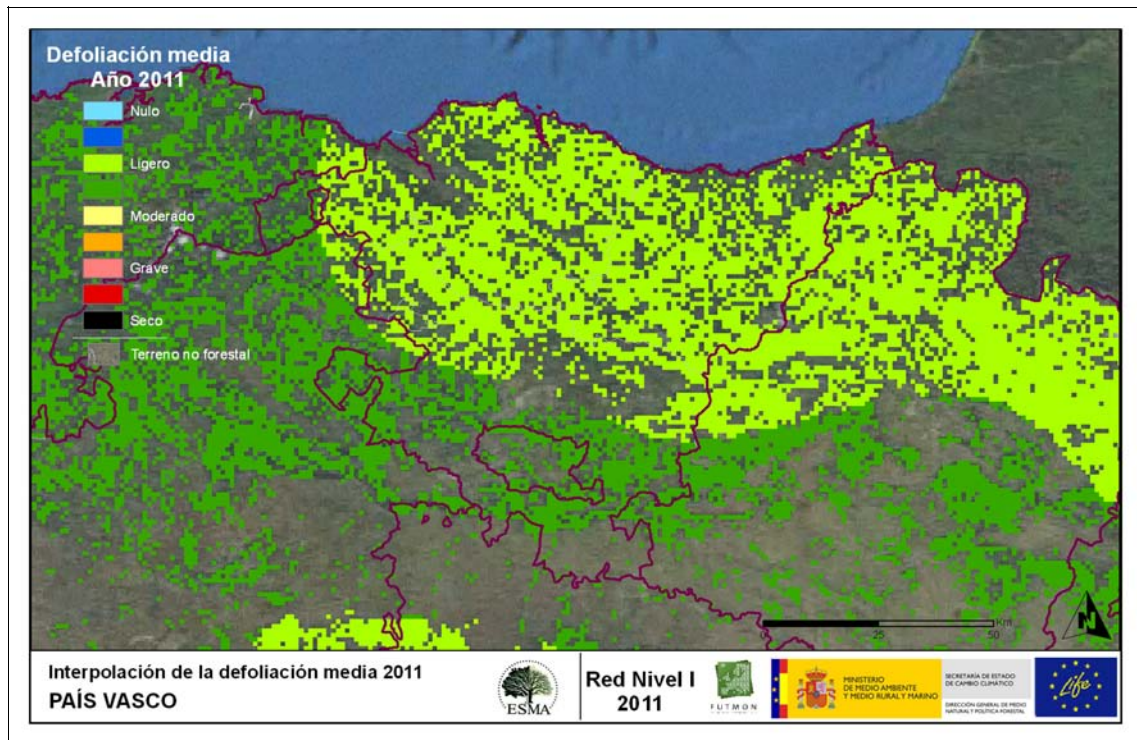 Defoliación media
Año 2011
Nulo
Ligero
Moderado
Grave
Seco
Terreno no forestal
Km
0 25 50
N
Interpolación de la defoliación media 2011
PAÍS VASCO
ESMA
Red Nivel I
2011
FUTMON
MINISTERIO
DE MEDIO AMBIENTE
Y MEDIO RURAL Y MARINO
SECRETARÍA DE ESTADO
DE CAMBIO CLIMÁTICO
DIRECCIÓN GENERAL DE MEDIO
NATURAL Y POLÍTICA FORESTAL
Life